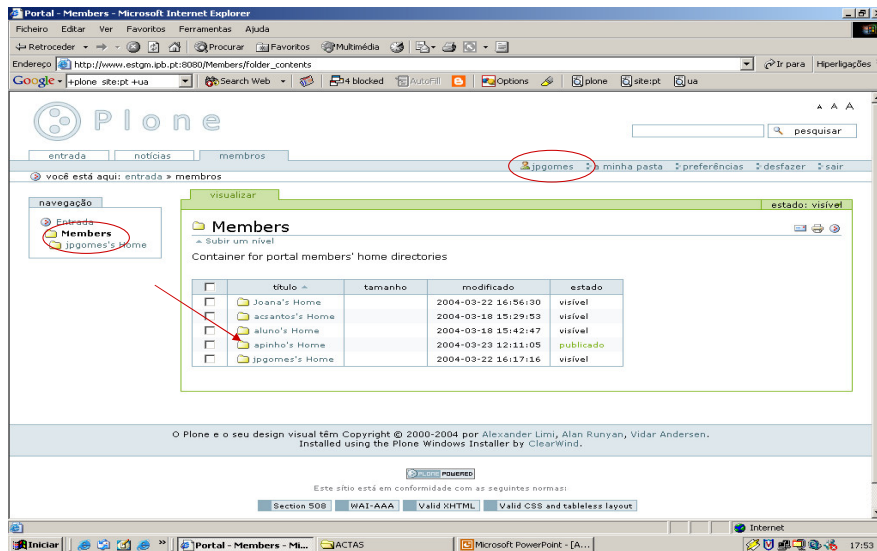 Portal - Members - Microsoft Internet Explorer
Ficheiro Editar Ver Favoritos Ferramentas Ajuda
Retroceder Procurar Favoritos Multimédia
Endereço http://www.estgm.ipb.pt:8080/Members/folder_contents Ir para Hiperligações
Google +plone site:pt +ua Search Web 4 blocked AutoFill Options plone site:pt ua
A A A
Plone
pesquisar
entrada notícias membros
jpgomes a minha pasta preferências desfazer sair
você está aqui: entrada » membros
navegação
Entrada
Members
jpgomes's Home
visualizar
estado: visível
Members
Subir um nível
Container for portal members' home directories
título tamanho modificado estado
Joana's Home 2004-03-22 16:56:30 visível
acsantos's Home 2004-03-18 15:29:53 visível
aluno's Home 2004-03-18 15:42:47 visível
apinho's Home 2004-03-23 12:11:05 publicado
jpgomes's Home 2004-03-22 16:17:16 visível
O Plone e o seu design visual têm Copyright © 2000-2004 por Alexander Limi, Alan Runyan, Vidar Andersen.
Installed using the Plone Windows Installer by ClearWind.
PLONE POWERED
Este sítio está em conformidade com as seguintes normas:
Section 508 WAI-AAA Valid XHTML Valid CSS and tableless layout
Internet
Iniciar » Portal - Members - Mi... ACTAS Microsoft PowerPoint - [A... 17:53